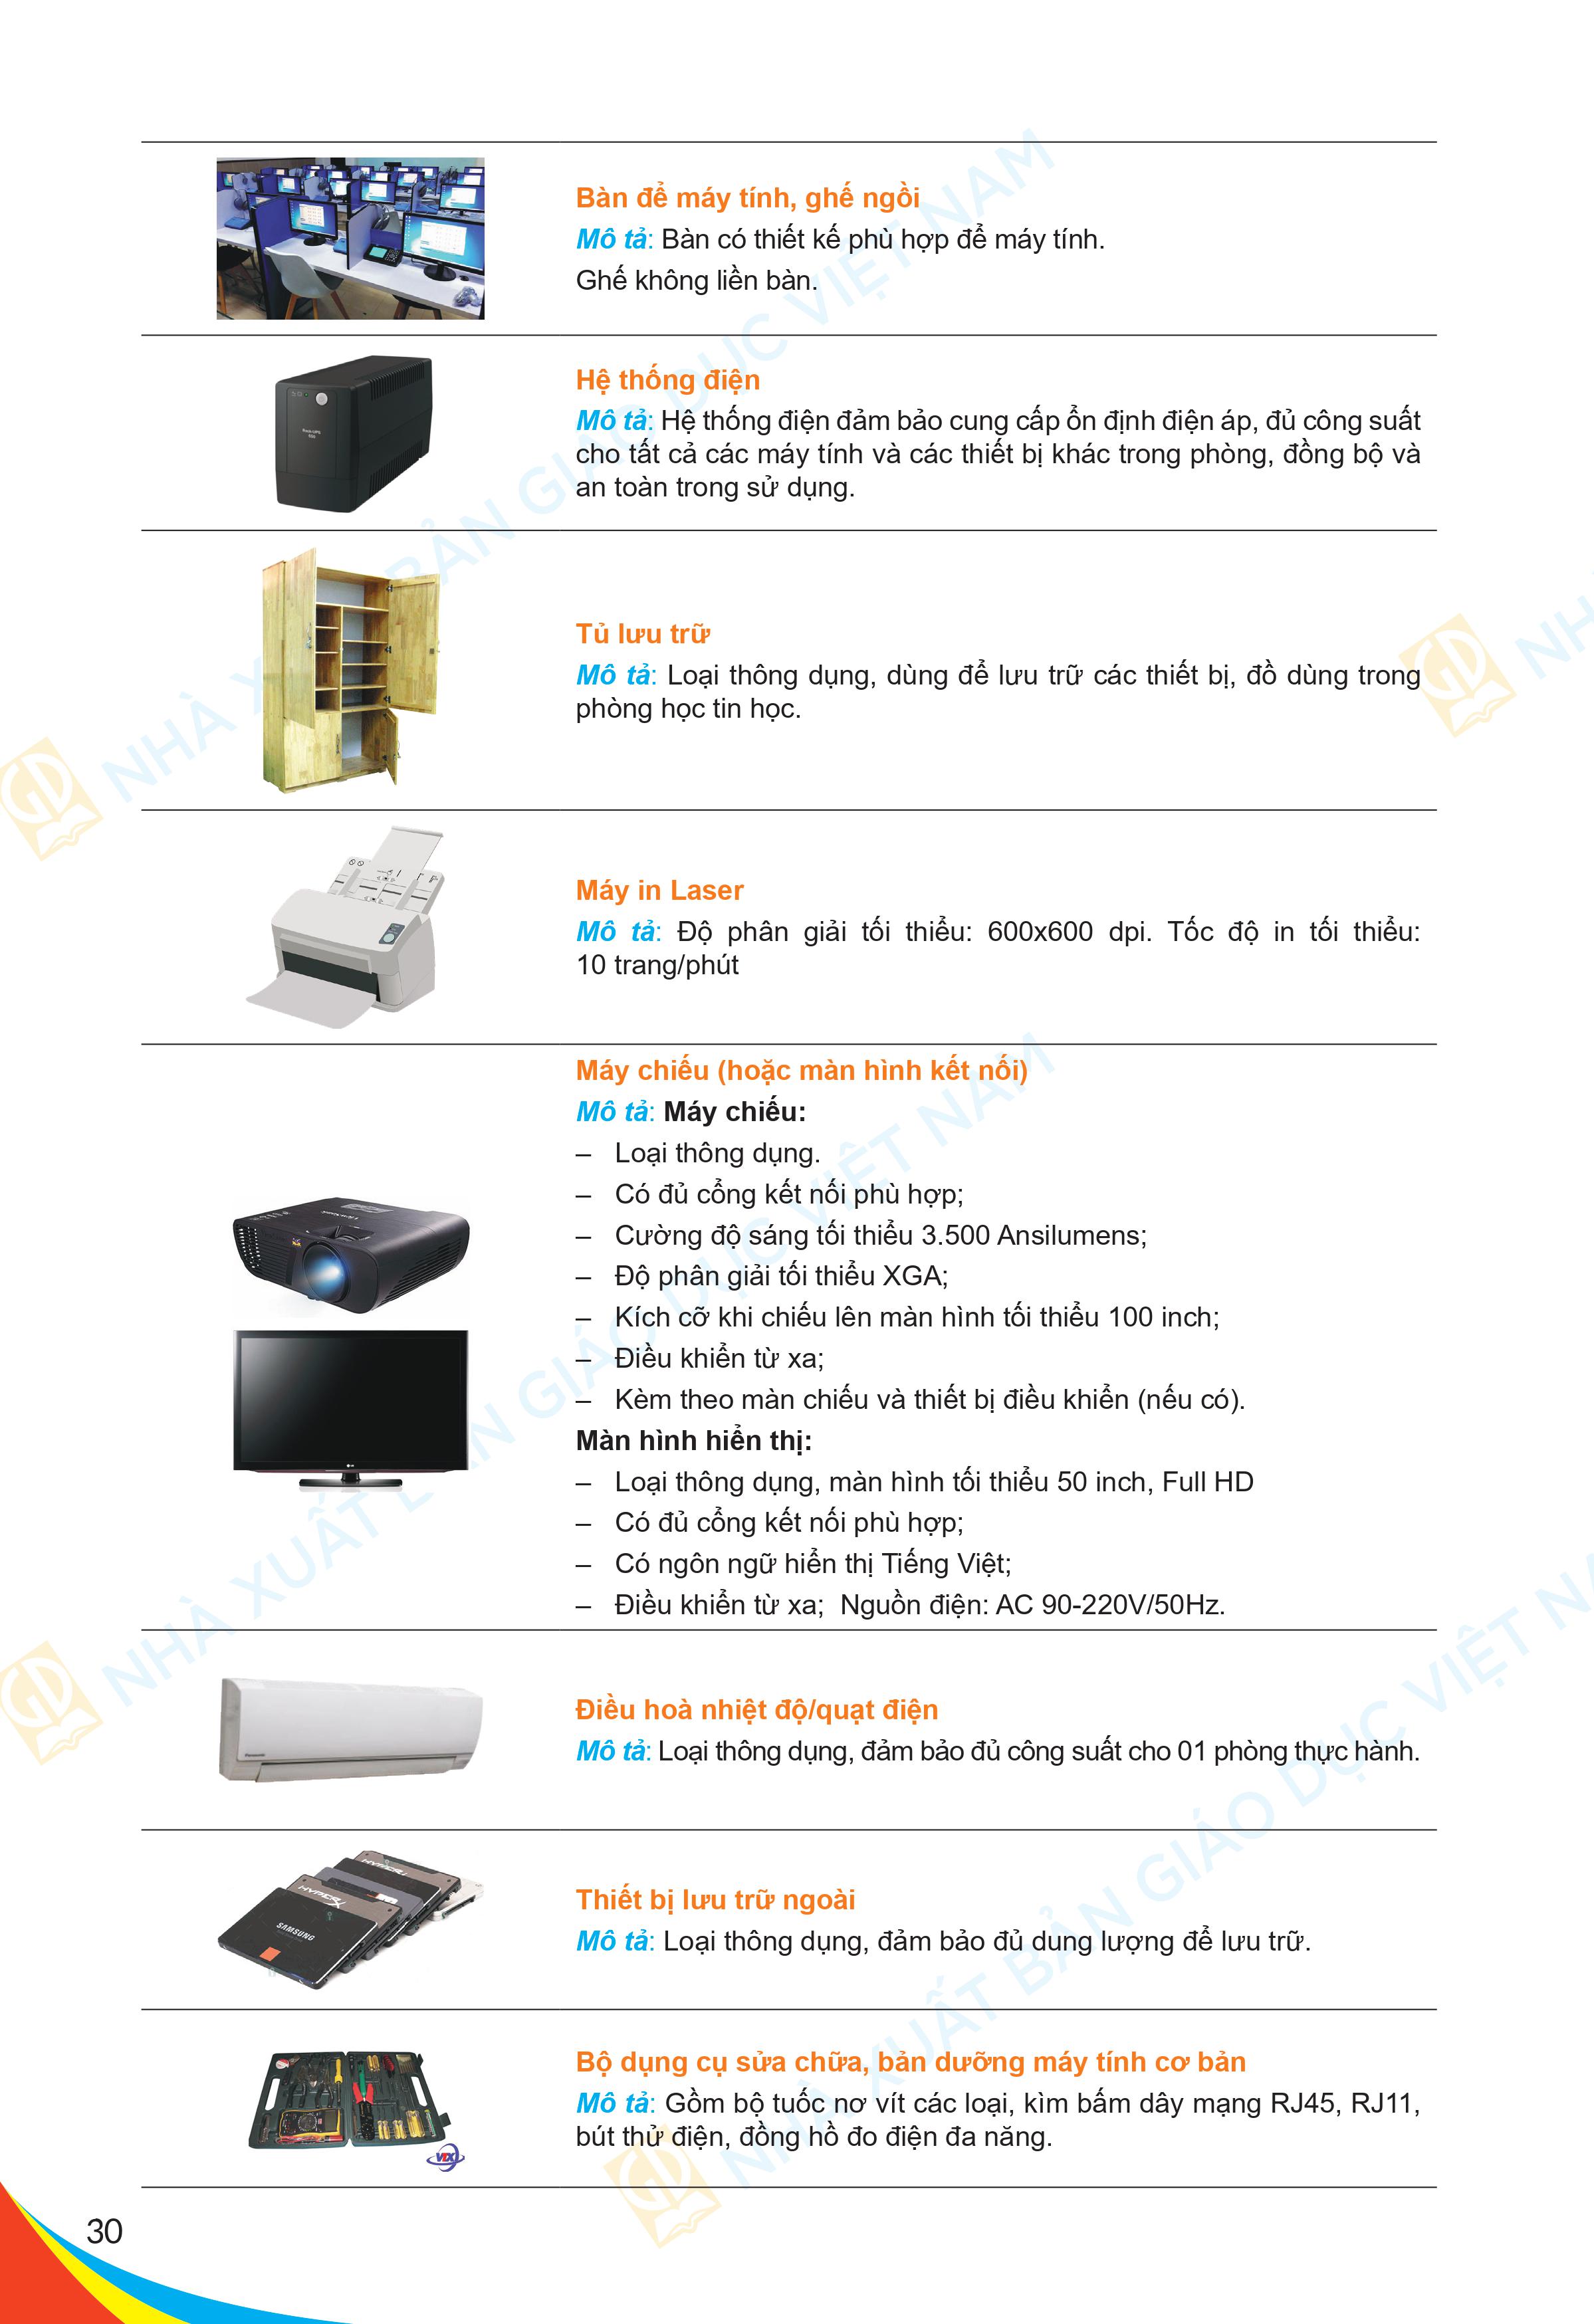 Bàn để máy tính, ghế ngồi
Mô tả: Bàn có thiết kế phù hợp để máy tính.
Ghế không liền bàn.
Hệ thống điện
Mô tả: Hệ thống điện đảm bảo cung cấp ổn định điện áp, đủ công suất
cho tất cả các máy tính và các thiết bị khác trong phòng, đồng bộ và
an toàn trong sử dụng.
Tủ lưu trữ
Mô tả: Loại thông dụng, dùng để lưu trữ các thiết bị, đồ dùng trong
phòng học tin học.
Máy in Laser
Mô tả: Độ phân giải tối thiểu: 600x600 dpi. Tốc độ in tối thiểu:
10 trang/phút
Máy chiếu (hoặc màn hình kết nối)
Mô tả: Máy chiếu:
– Loại thông dụng.
– Có đủ cổng kết nối phù hợp;
– Cường độ sáng tối thiểu 3.500 Ansilumens;
– Độ phân giải tối thiểu XGA;
– Kích cỡ khi chiếu lên màn hình tối thiểu 100 inch;
– Điều khiển từ xa;
– Kèm theo màn chiếu và thiết bị điều khiển (nếu có).
Màn hình hiển thị:
– Loại thông dụng, màn hình tối thiểu 50 inch, Full HD
– Có đủ cổng kết nối phù hợp;
– Có ngôn ngữ hiển thị Tiếng Việt;
– Điều khiển từ xa; Nguồn điện: AC 90-220V/50Hz.
Điều hoà nhiệt độ/quạt điện
Mô tả: Loại thông dụng, đảm bảo đủ công suất cho 01 phòng thực hành.
SAMSUNG
Thiết bị lưu trữ ngoài
Mô tả: Loại thông dụng, đảm bảo đủ dung lượng để lưu trữ.
Bộ dụng cụ sửa chữa, bản dưỡng máy tính cơ bản
Mô tả: Gồm bộ tuốc nơ vít các loại, kìm bấm dây mạng RJ45, RJ11,
bút thử điện, đồng hồ đo điện đa năng.
30
NHÀ XUẤT BẢN GIÁO DỤC VIỆT NAM